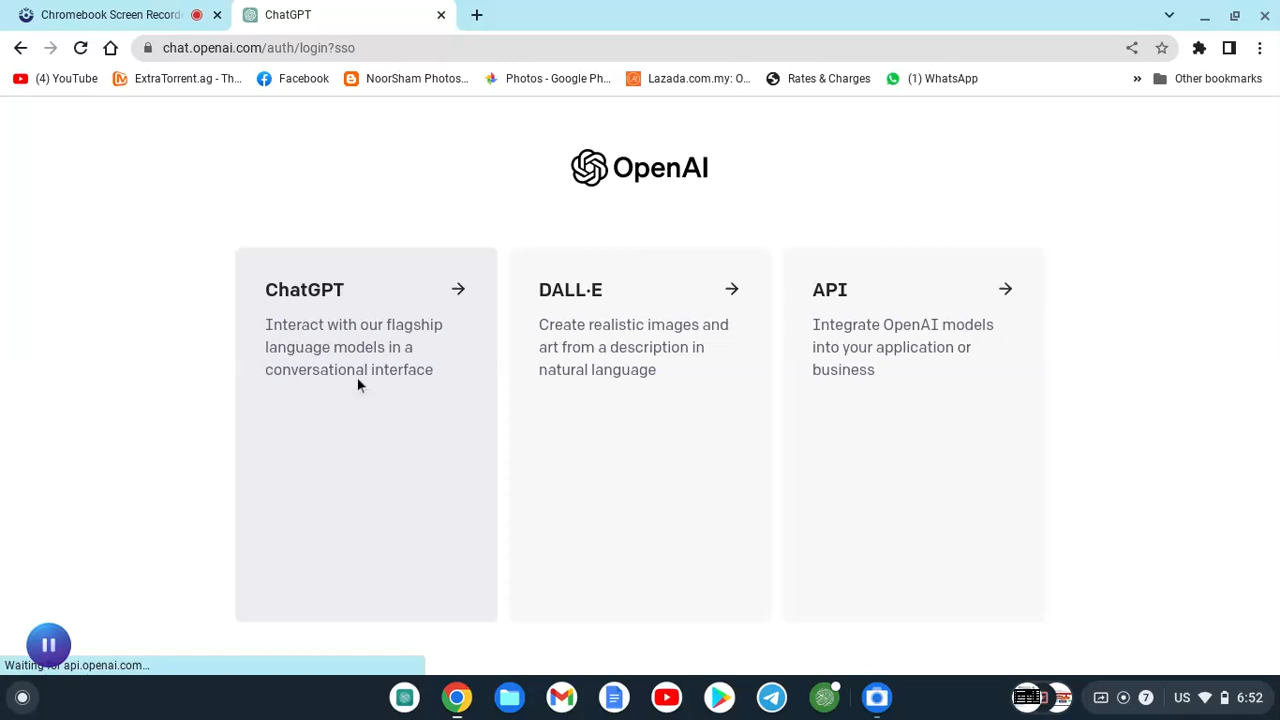 Chromebook Screen Record
ChatGPT
chat.openai.com/auth/login?sso
(4) YouTube
ExtraTorrent.ag - Th...
Facebook
NoorSham Photos...
Photos - Google Ph...
Lazada.com.my: O...
Rates & Charges
(1) WhatsApp
»
Other bookmarks
OpenAI
ChatGPT
Interact with our flagship
language models in a
conversational interface
DALL·E
Create realistic images and
art from a description in
natural language
API
Integrate OpenAI models
into your application or
business
Waiting for api.openai.com...
7
US
6:52